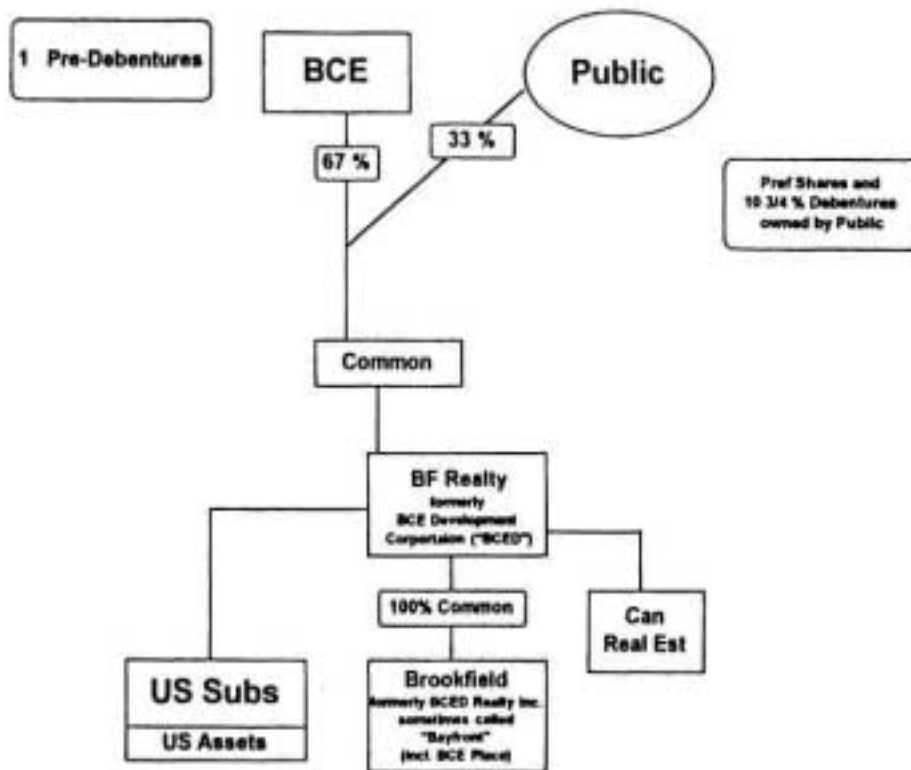 1 Pre-Debentures
BCE
Public
67 %
33 %
Pref Shares and
10 3/4 % Debentures
owned by Public
Common
BF Realty
formerly
BCE Development
Corportaion ("BCED")
100% Common
Can
Real Est
US Subs
US Assets
Brookfield
formerly BCED Realty Inc.
sometimes called
"Bayfront"
(incl. BCE Place)